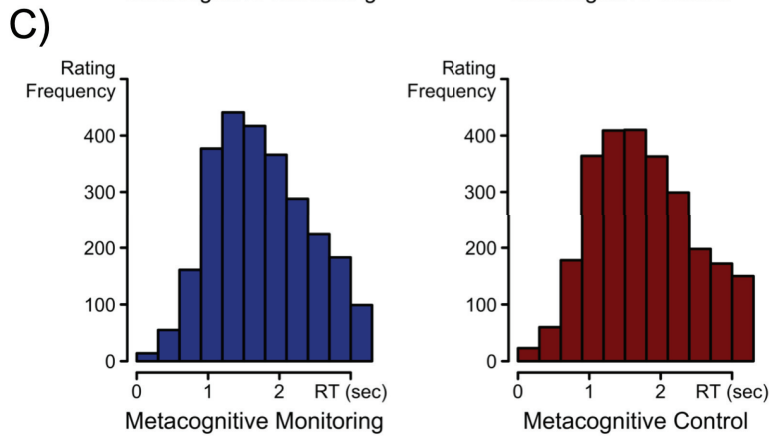 C)
Rating
Frequency
400
300
200
100
0
0 1 2 RT (sec)
Metacognitive Monitoring
Rating
Frequency
400
300
200
100
0
0 1 2 RT (sec)
Metacognitive Control